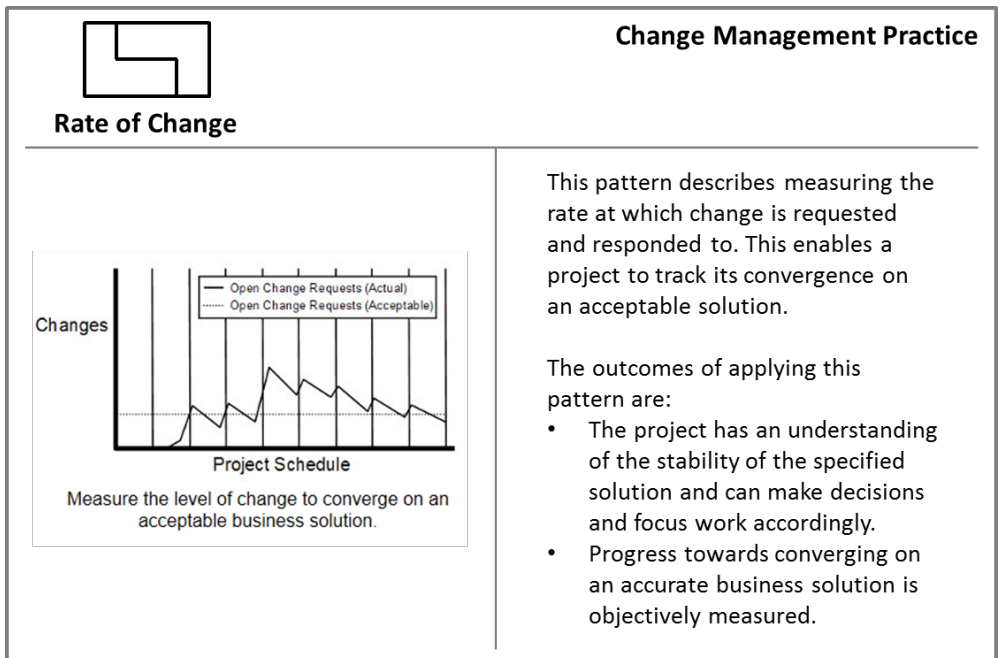 Change Management Practice
Rate of Change
Open Change Requests (Actual)
Open Change Requests (Acceptable)
Changes
Project Schedule
Measure the level of change to converge on an
acceptable business solution.
This pattern describes measuring the
rate at which change is requested
and responded to. This enables a
project to track its convergence on
an acceptable solution.
The outcomes of applying this
pattern are:
• The project has an understanding
of the stability of the specified
solution and can make decisions
and focus work accordingly.
• Progress towards converging on
an accurate business solution is
objectively measured.